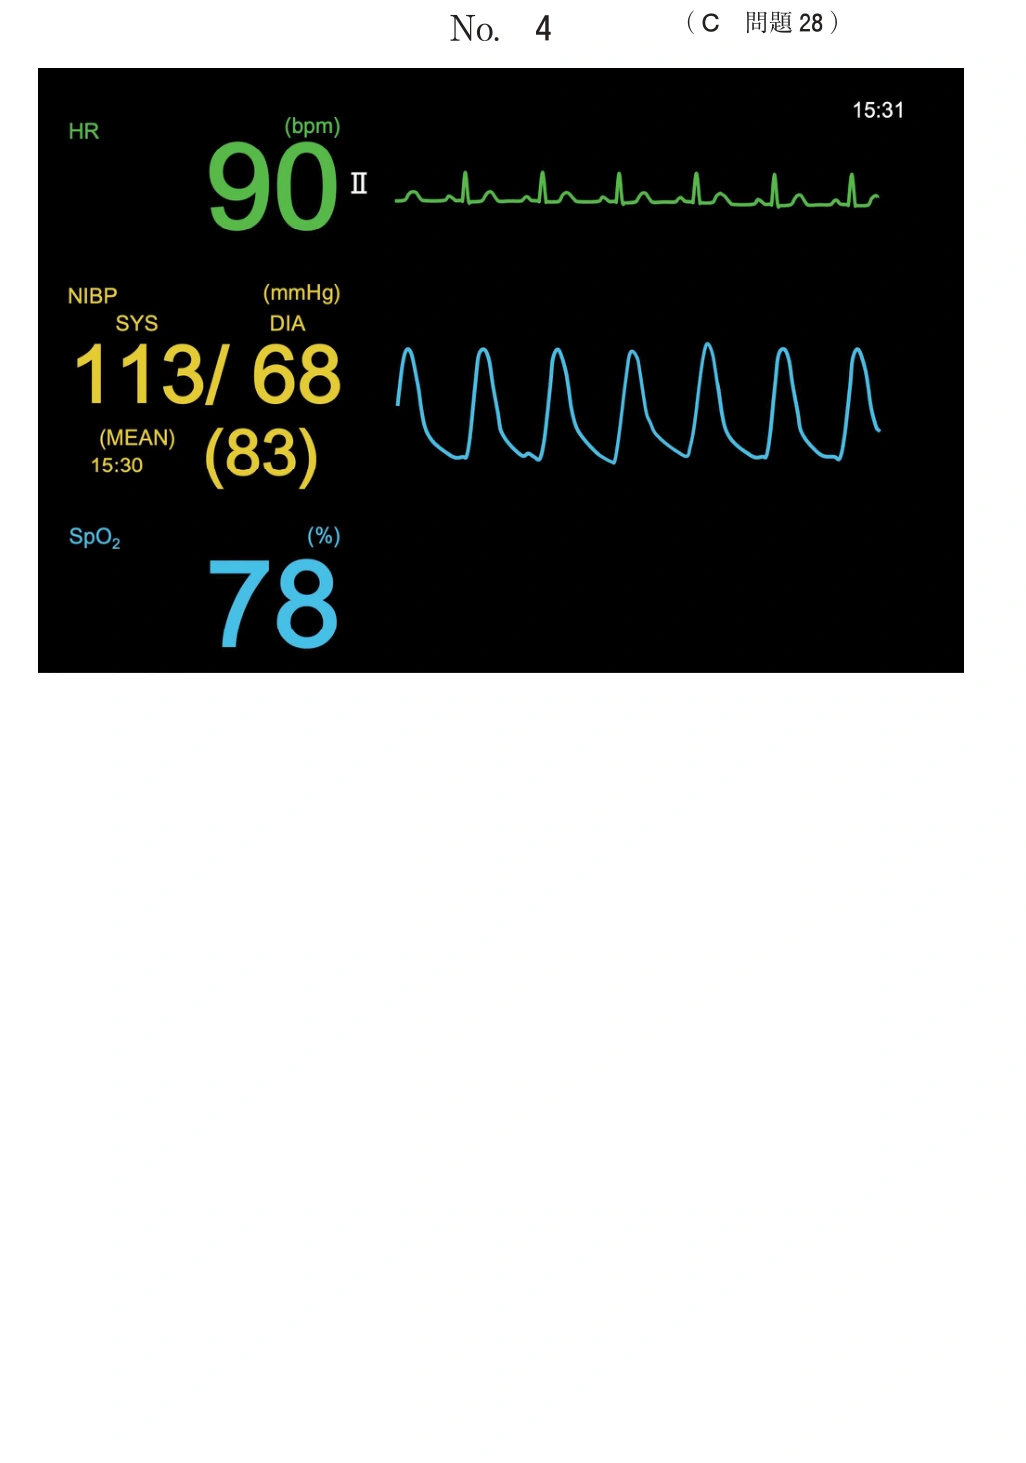 No. 4 （C 問題 28）
15:31
HR (bpm)
90 Ⅱ
NIBP (mmHg)
SYS DIA
113/ 68
(MEAN) (83)
15:30
SpO₂ (%)
78